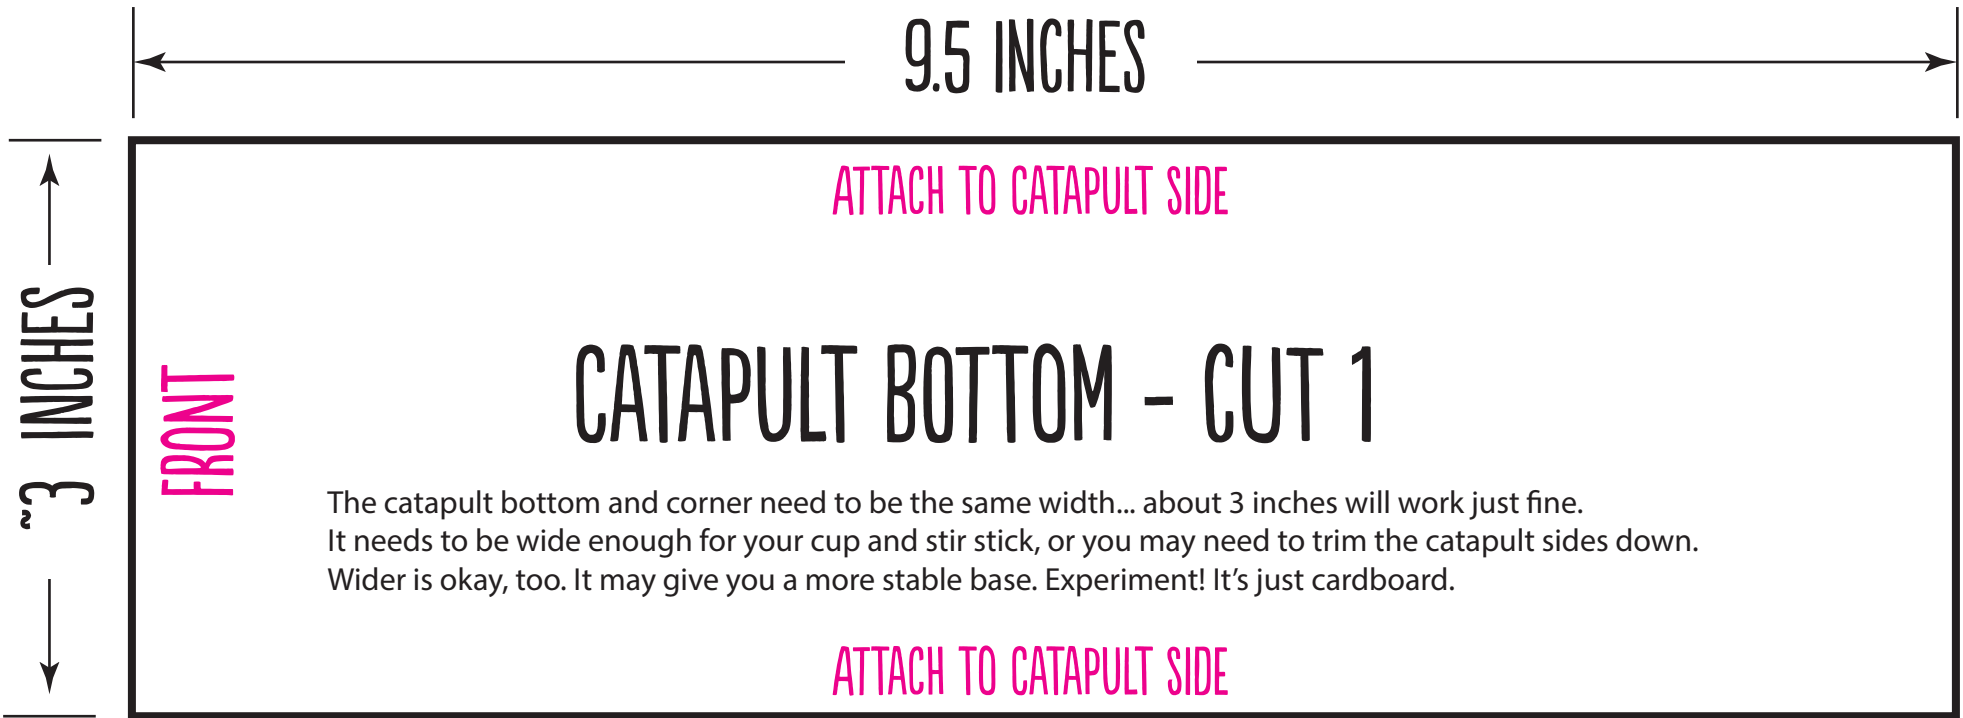 9.5 INCHES
ATTACH TO CATAPULT SIDE
~3 INCHES
FRONT
CATAPULT BOTTOM - CUT 1
The catapult bottom and corner need to be the same width... about 3 inches will work just fine.
It needs to be wide enough for your cup and stir stick, or you may need to trim the catapult sides down.
Wider is okay, too. It may give you a more stable base. Experiment! It’s just cardboard.
ATTACH TO CATAPULT SIDE